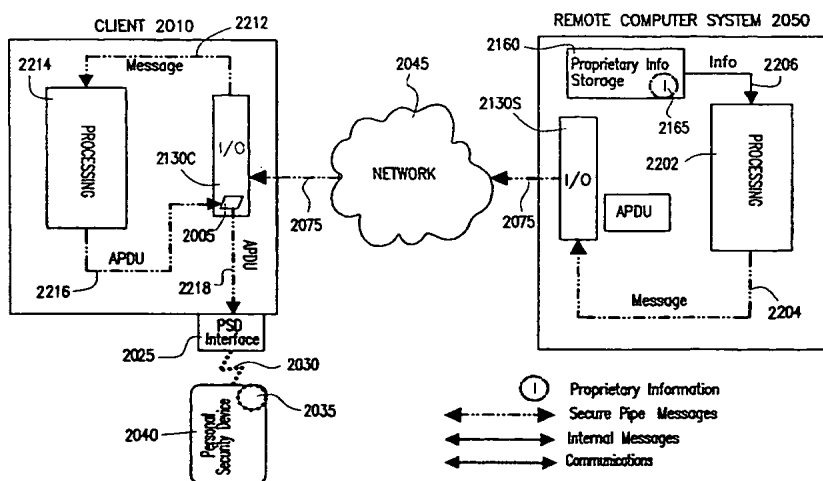 CLIENT 2010
2212
REMOTE COMPUTER SYSTEM 2050
2214
Message
2160
Proprietary Info
Storage
I
Info
2206
2165
2045
2130S
PROCESSING
I/O
2130C
NETWORK
2202
I/O
PROCESSING
2075
2075
APDU
2005
APDU
APDU
2216
2218
Message
2204
PSD
Interface
2025
2030
2035
2040
Personal
Security Device
I Proprietary Information
Secure Pipe Messages
Internal Messages
Communications